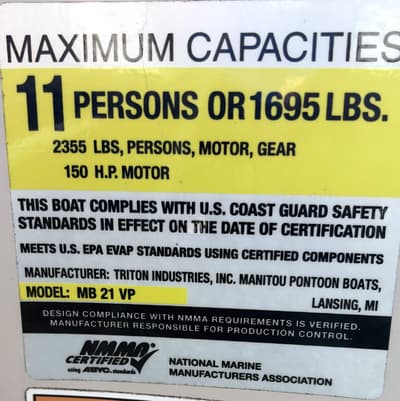 MAXIMUM CAPACITIES
11 PERSONS OR 1695 LBS.
2355 LBS, PERSONS, MOTOR, GEAR
150 H.P. MOTOR
THIS BOAT COMPLIES WITH U.S. COAST GUARD SAFETY
STANDARDS IN EFFECT ON THE DATE OF CERTIFICATION
MEETS U.S. EPA EVAP STANDARDS USING CERTIFIED COMPONENTS
MANUFACTURER: TRITON INDUSTRIES, INC. MANITOU PONTOON BOATS,
MODEL: MB 21 VP LANSING, MI
DESIGN COMPLIANCE WITH NMMA REQUIREMENTS IS VERIFIED.
MANUFACTURER RESPONSIBLE FOR PRODUCTION CONTROL.
NMMA
CERTIFIED
using ABYC. standards
NATIONAL MARINE
MANUFACTURERS ASSOCIATION